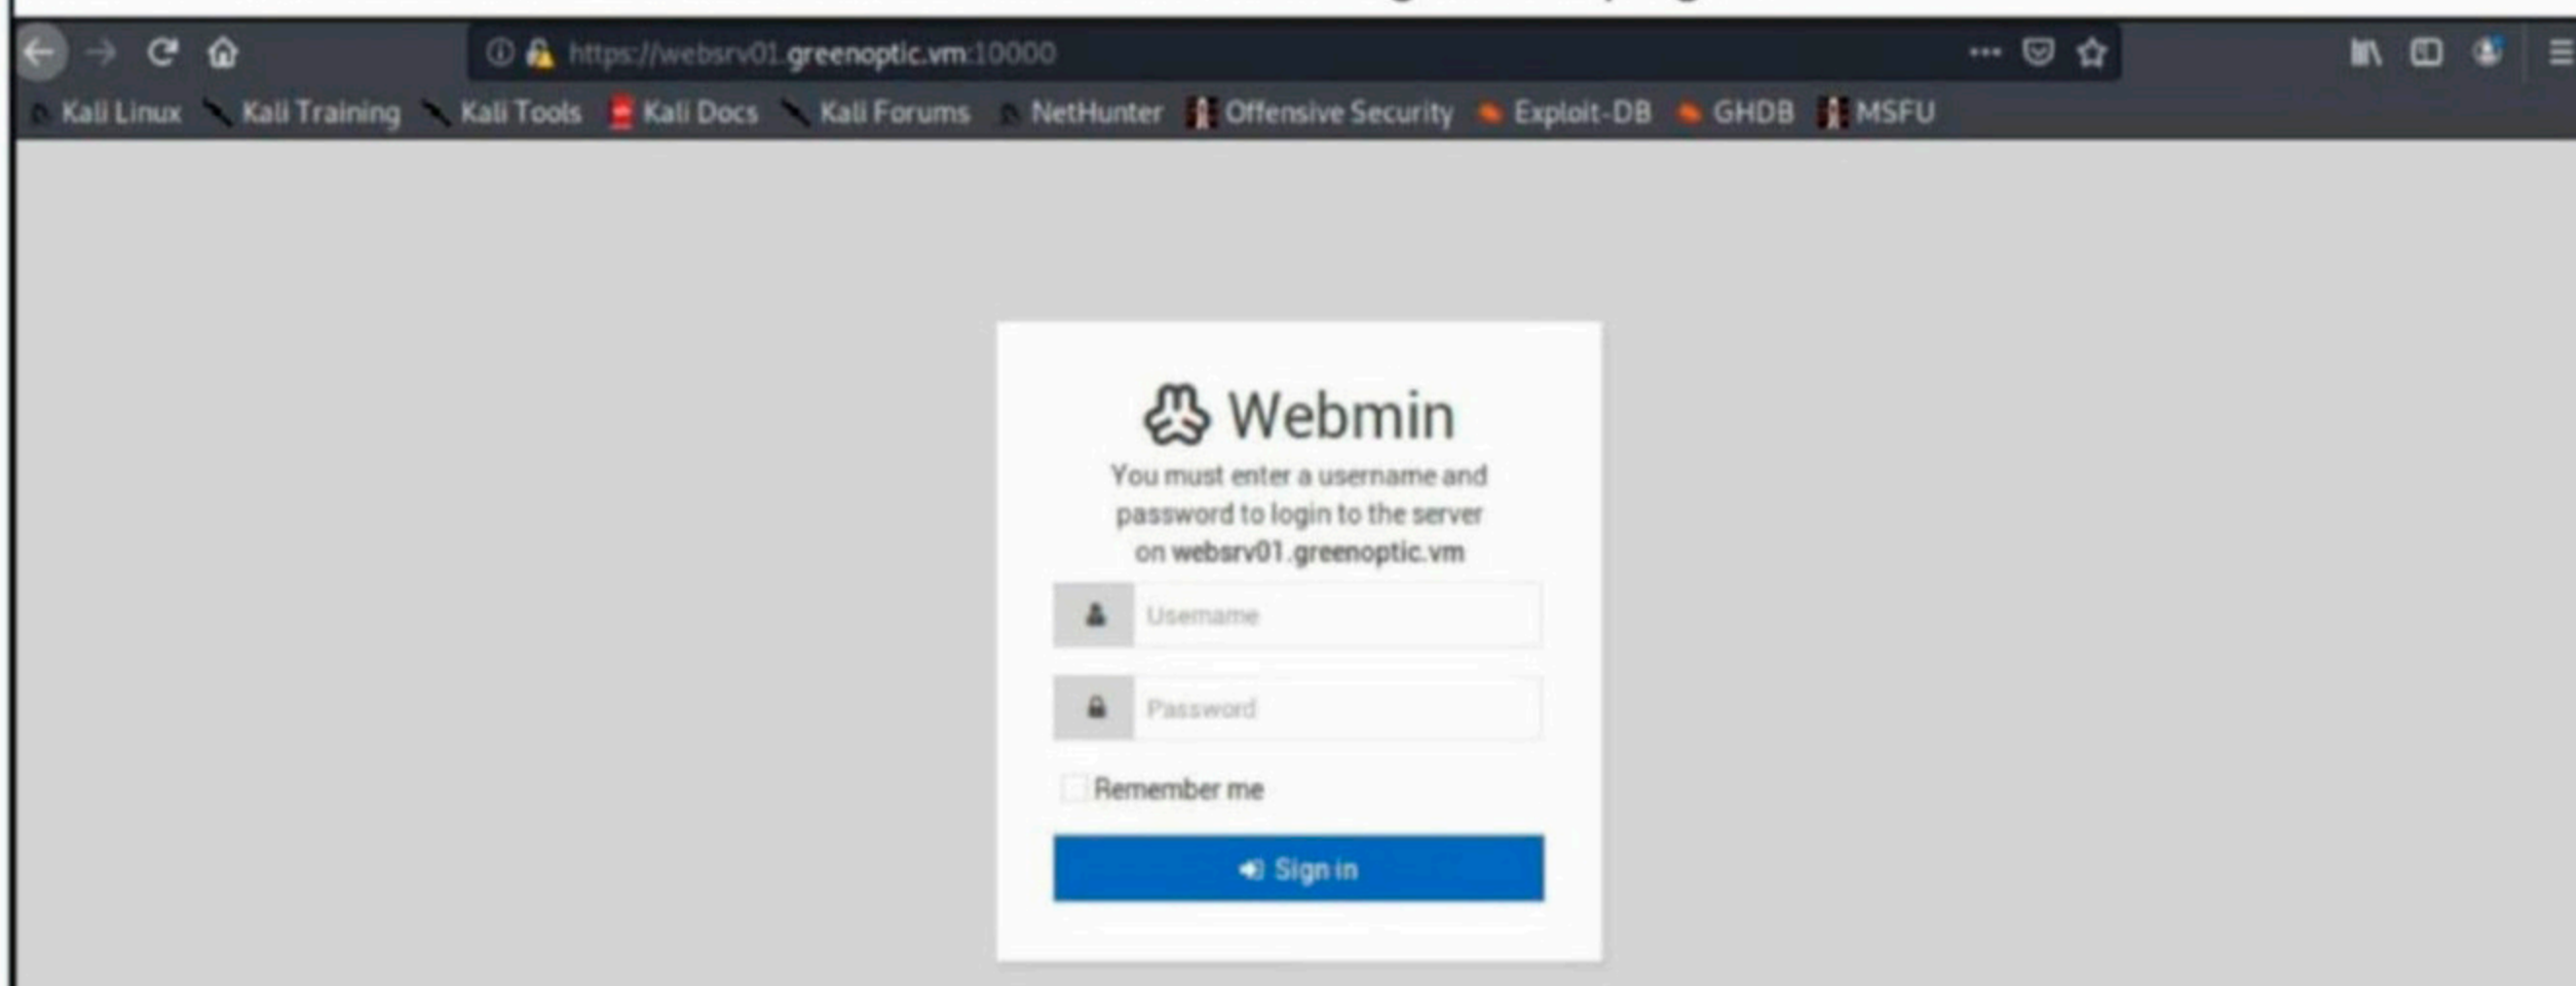 https://websrv01.greenoptic.vm:10000
Kali Linux Kali Training Kali Tools Kali Docs Kali Forums NetHunter Offensive Security Exploit-DB GHDB MSFU
Webmin
You must enter a username and
password to login to the server
on websrv01.greenoptic.vm
Username
Password
Remember me
Sign in